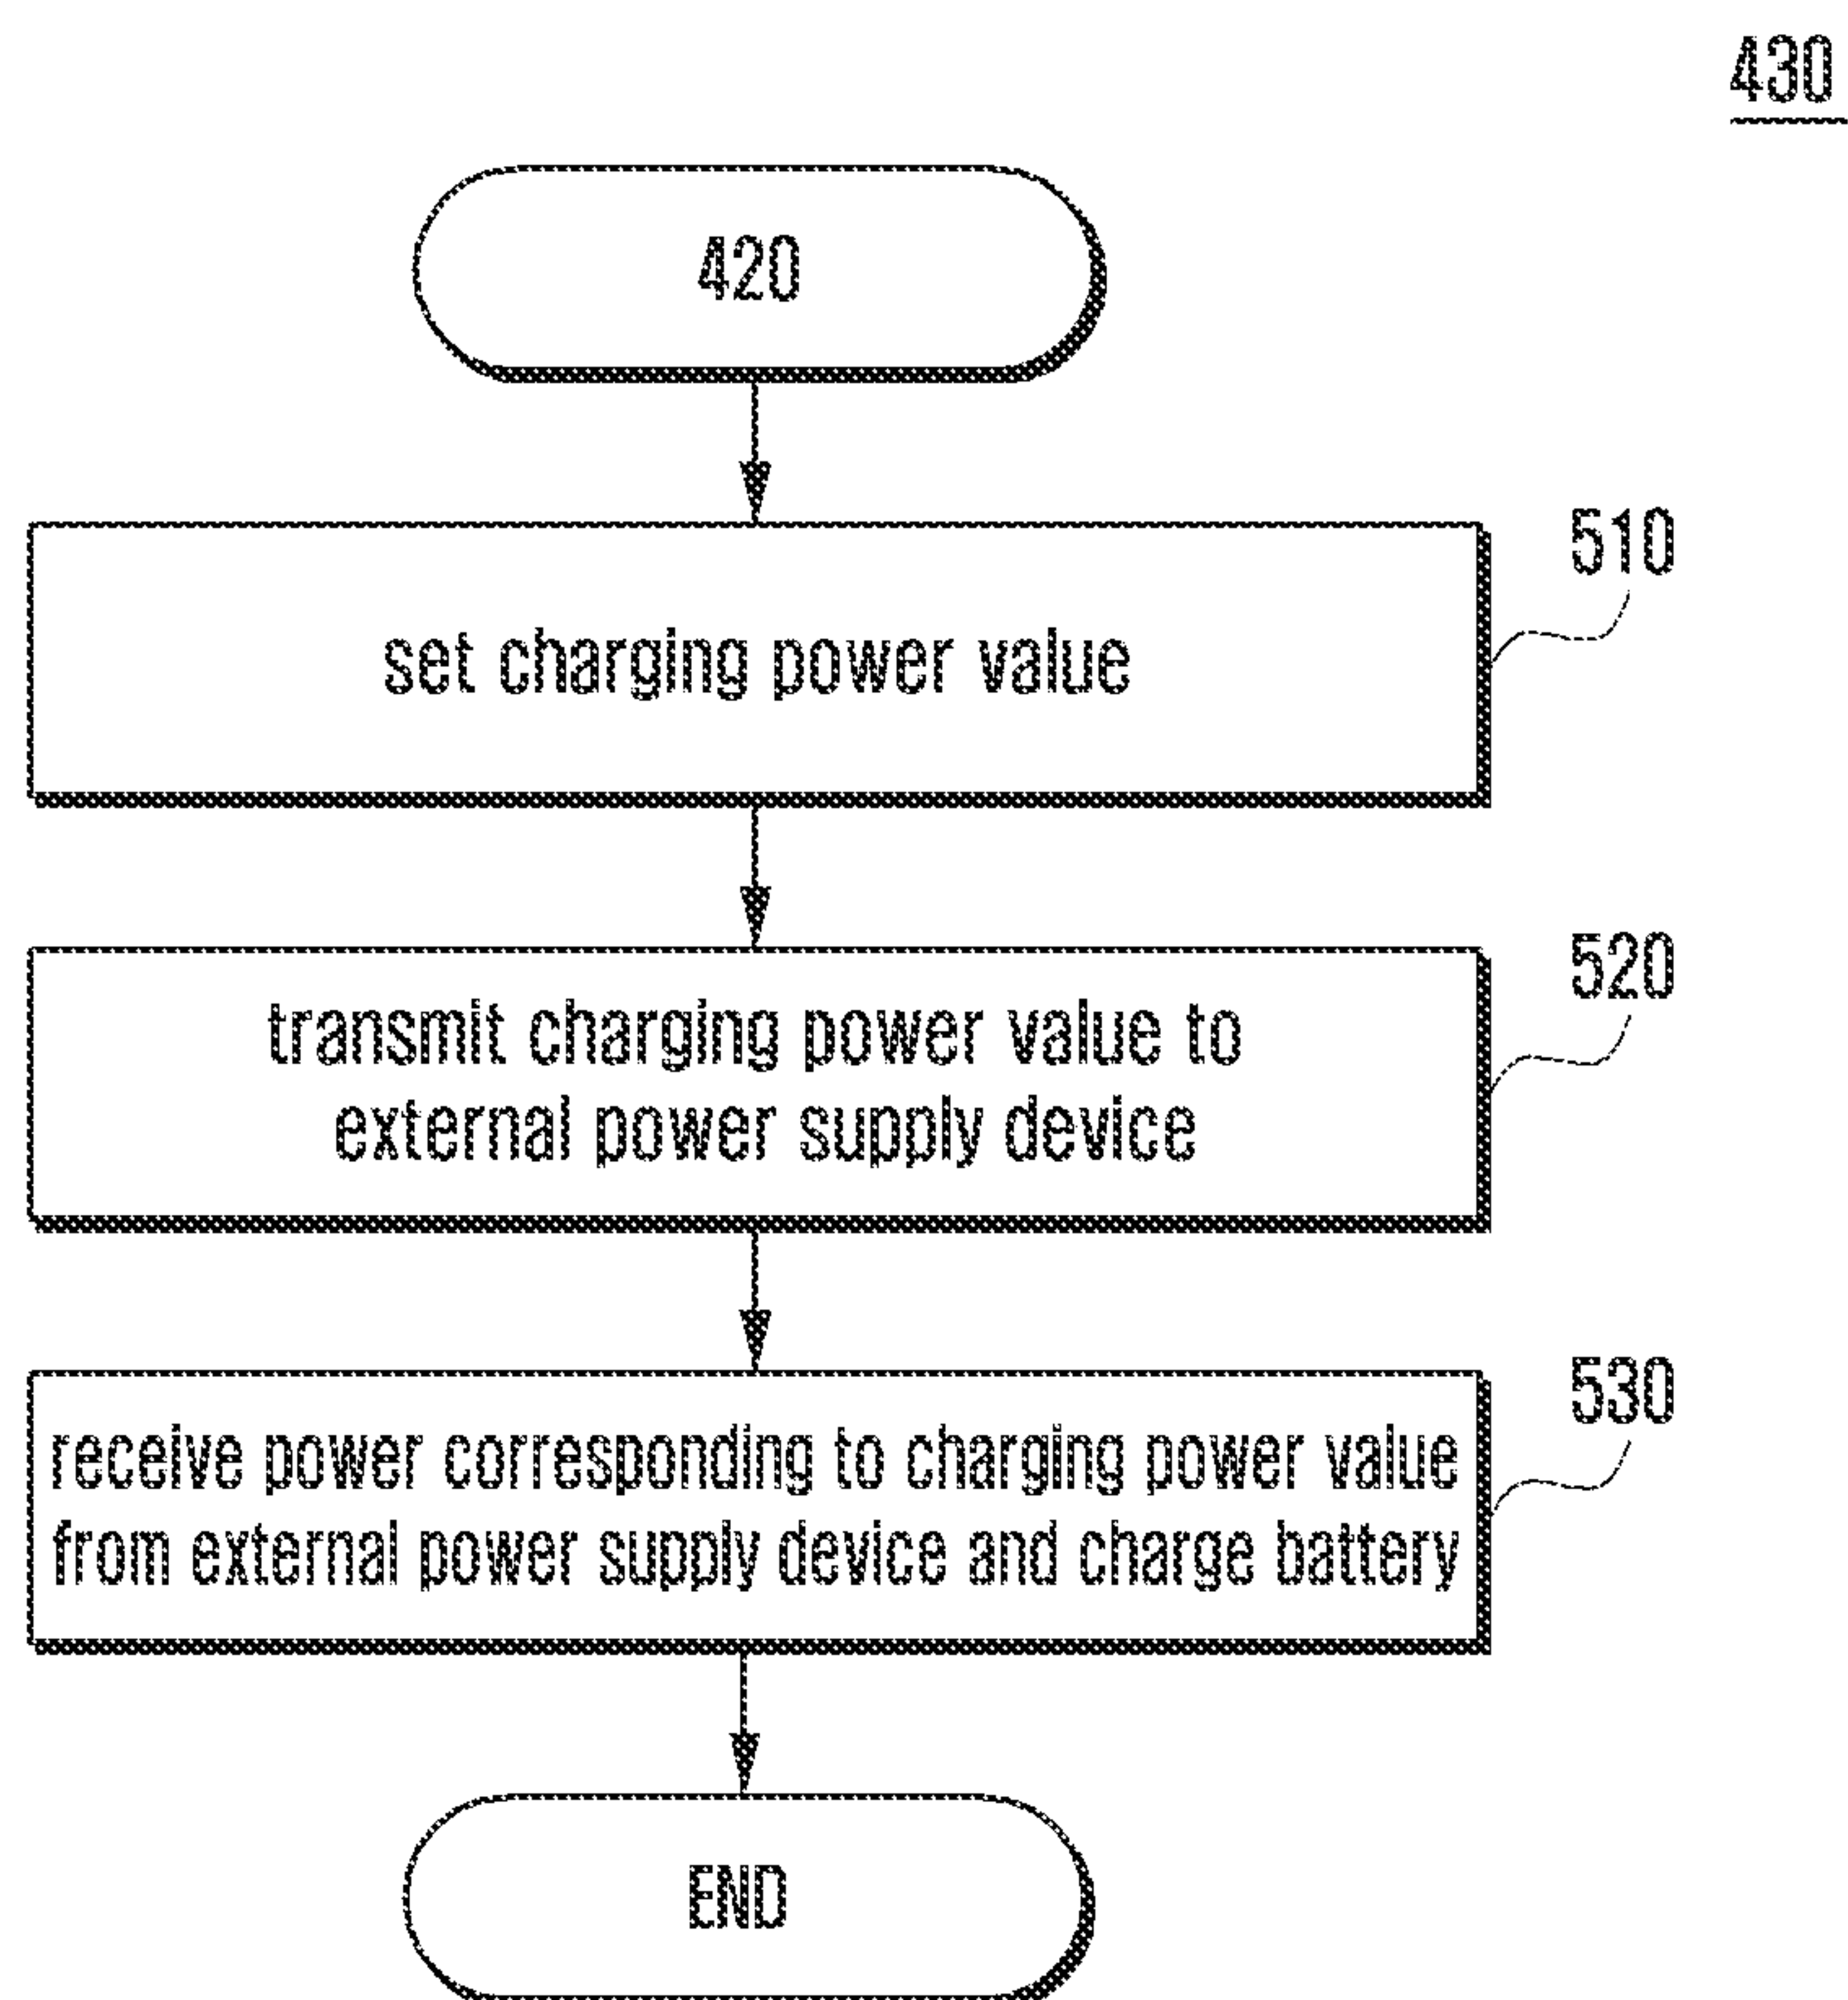 430
420
510
set charging power value
520
transmit charging power value to
external power supply device
530
receive power corresponding to charging power value
from external power supply device and charge battery
END